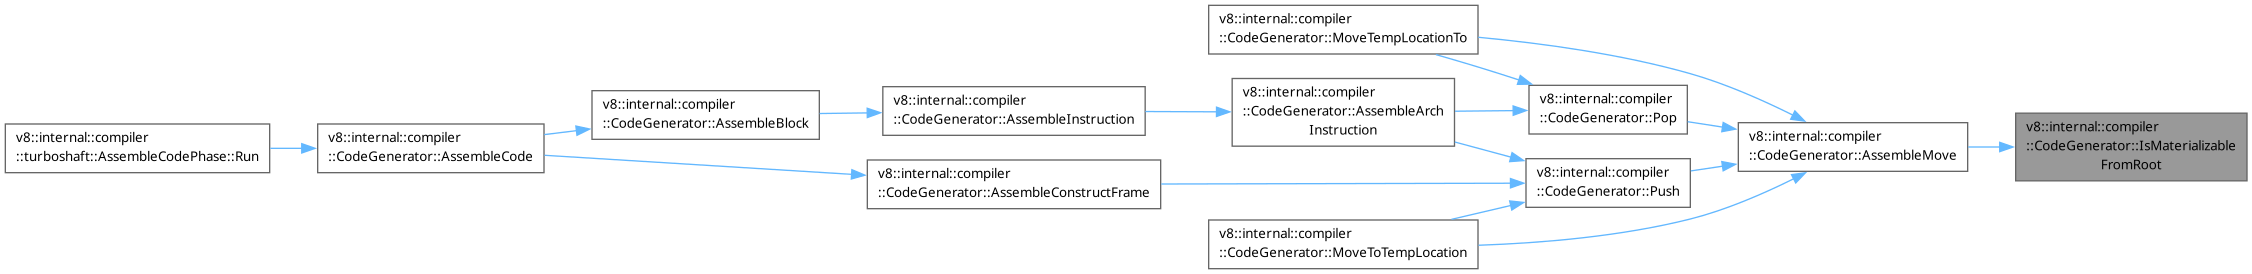 v8::internal::compiler
::turboshaft::AssembleCodePhase::Run
v8::internal::compiler
::CodeGenerator::AssembleCode
v8::internal::compiler
::CodeGenerator::AssembleBlock
v8::internal::compiler
::CodeGenerator::AssembleConstructFrame
v8::internal::compiler
::CodeGenerator::AssembleInstruction
v8::internal::compiler
::CodeGenerator::MoveTempLocationTo
v8::internal::compiler
::CodeGenerator::AssembleArch
Instruction
v8::internal::compiler
::CodeGenerator::MoveToTempLocation
v8::internal::compiler
::CodeGenerator::Pop
v8::internal::compiler
::CodeGenerator::Push
v8::internal::compiler
::CodeGenerator::AssembleMove
v8::internal::compiler
::CodeGenerator::IsMaterializable
FromRoot